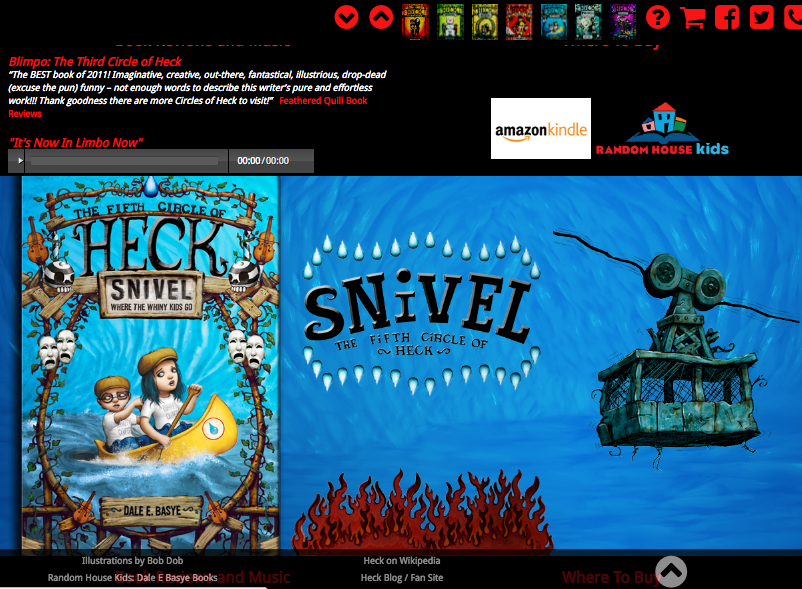 Blimpo: The Third Circle of Heck
"The BEST book of 2011! Imaginative, creative, out-there, fantastical, illustrious, drop-dead
(excuse the pun) funny – not enough words to describe this writer's pure and effortless
work!!! Thank goodness there are more Circles of Heck to visit!" Feathered Quill Book
Reviews
"It's Now In Limbo Now"
00:00/00:00
amazonkindle
RANDOM HOUSE kids
THE FIFTH CIRCLE OF
HECK
SNIVEL
WHERE THE WHINY KIDS GO
DALE E. BASYE
SNiVEL
THE FiFTH CiRCLE OF
HECK
Illustrations by Bob Dob
Heck on Wikipedia
Random House Kids: Dale E Basye Books
Heck Blog / Fan Site
and Music
Where To Buy